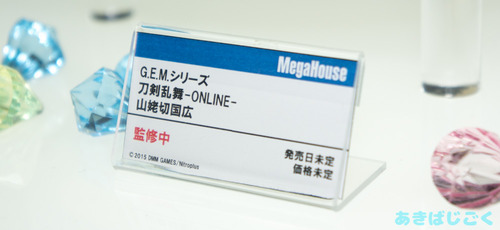 MegaHouse
G.E.M.シリーズ
刀剣乱舞-ONLINE-
山姥切国広
監修中
発売日未定
価格未定
© 2015 DMM GAMES/Nitroplus
あきばじごく